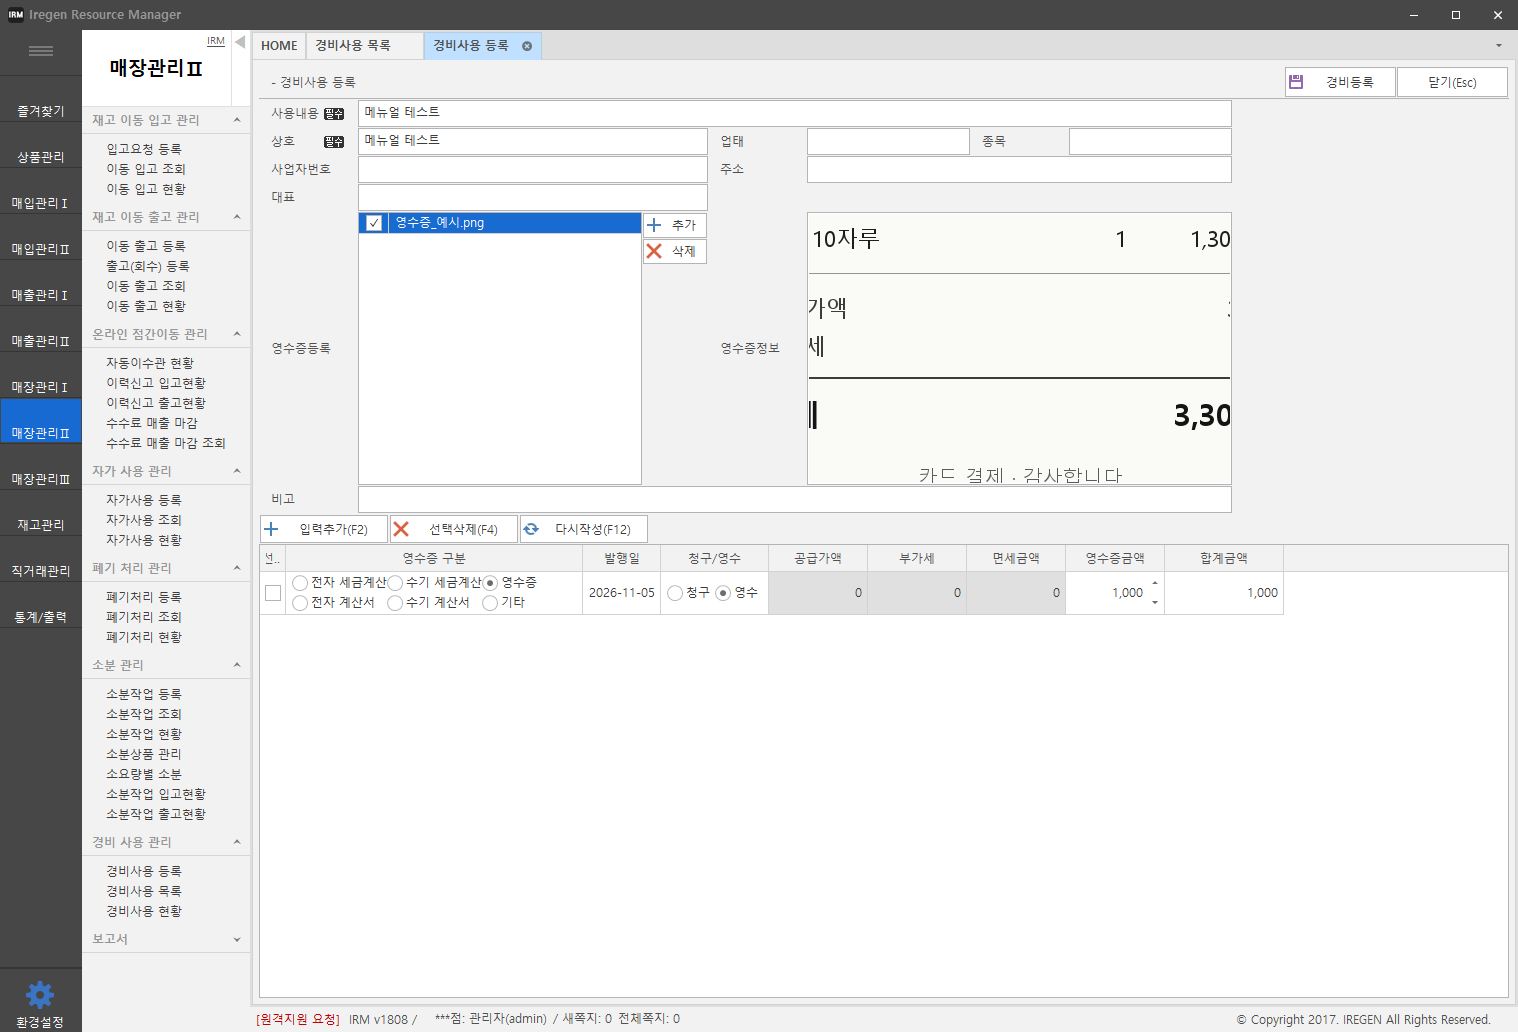 IRM Iregen Resource Manager
IRM
매장관리Ⅱ
즐겨찾기
상품관리
매입관리Ⅰ
매입관리Ⅱ
매출관리Ⅰ
매출관리Ⅱ
매장관리Ⅰ
매장관리Ⅱ
매장관리Ⅲ
재고관리
직거래관리
통계/출력
환경설정
재고 이동 입고 관리
입고요청 등록
이동 입고 조회
이동 입고 현황
재고 이동 출고 관리
이동 출고 등록
출고(회수) 등록
이동 출고 조회
이동 출고 현황
온라인 점간이동 관리
자동이수관 현황
이력신고 입고현황
이력신고 출고현황
수수료 매출 마감
수수료 매출 마감 조회
자가 사용 관리
자가사용 등록
자가사용 조회
자가사용 현황
폐기 처리 관리
폐기처리 등록
폐기처리 조회
폐기처리 현황
소분 관리
소분작업 등록
소분작업 조회
소분작업 현황
소분상품 관리
소요량별 소분
소분작업 입고현황
소분작업 출고현황
경비 사용 관리
경비사용 등록
경비사용 목록
경비사용 현황
보고서
HOME 경비사용 목록 경비사용 등록
- 경비사용 등록 경비등록 닫기(Esc)
사용내용 필수 메뉴얼 테스트
상호 필수 메뉴얼 테스트 업태 종목
사업자번호 주소
대표
영수증등록 영수증_예시.png 추가
삭제
영수증정보
10자루 1 1,30
가액
세
3,30
카드 결제 · 감사합니다
비고
입력추가(F2) 선택삭제(F4) 다시작성(F12)
선.. 영수증 구분 발행일 청구/영수 공급가액 부가세 면세금액 영수증금액 합계금액
전자 세금계산 수기 세금계산 영수증
전자 계산서 수기 계산서 기타
2026-11-05 청구 영수 0 0 0 1,000 1,000
[원격지원 요청] IRM v1808 / ***점: 관리자(admin) / 새쪽지: 0 전체쪽지: 0 © Copyright 2017. IREGEN All Rights Reserved.